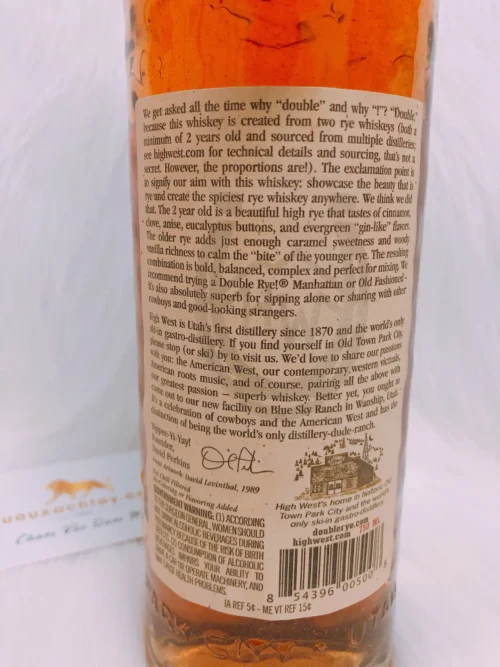 We get asked all the time why “double” and why “!”? “Double,”
because this whiskey is created from two rye whiskeys (both a
minimum of 2 years old and sourced from multiple distilleries;
see highwest.com for technical details and sourcing, that's not a
secret. However, the proportions are!). The exclamation point is
to signify our aim with this whiskey: showcase the beauty that is
rye and create the spiciest rye whiskey anywhere. We think we did
that. The 2 year old is a beautiful high rye that tastes of cinnamon,
clove, anise, eucalyptus buttons, and evergreen “gin-like” flavors.
The older rye adds just enough caramel sweetness and woody
vanilla richness to calm the “bite” of the younger rye. The resulting
combination is bold, balanced, complex and perfect for mixing. We
recommend trying a Double Rye!® Manhattan or Old Fashioned -
it's also absolutely superb for sipping alone or sharing with other
cowboys and good-looking strangers.
High West is Utah's first distillery since 1870 and the world's only
ski-in gastro-distillery. If you find yourself in Old Town Park City,
please stop (or ski) by to visit us. We'd love to share our passions
with you: the American West, our contemporary western victuals,
American roots music, and of course, pairing all the above with
our greatest passion – superb whiskey. Better yet, you ought to
come out to our new facility on Blue Sky Ranch in Wanship, Utah.
It's a celebration of cowboys and the American West and has the
distinction of being the world's only distillery-dude-ranch.
Yippee-Yi-Yay!
Founder,
David Perkins
Artwork David Levinthal, 1989
Chill Filtered
Coloring or Flavoring Added
GOVERNMENT WARNING: (1) ACCORDING
TO THE SURGEON GENERAL, WOMEN SHOULD
NOT DRINK ALCOHOLIC BEVERAGES DURING
PREGNANCY BECAUSE OF THE RISK OF BIRTH
DEFECTS. (2) CONSUMPTION OF ALCOHOLIC
BEVERAGES IMPAIRS YOUR ABILITY TO
DRIVE A CAR OR OPERATE MACHINERY, AND
MAY CAUSE HEALTH PROBLEMS.
IA REF 5¢ - ME VT REF 15¢
High West's home in historic Old
Town Park City and the world's
only ski-in gastro-distillery
doublerye.com
highwest.com
750 ML
8 54396 00500 3